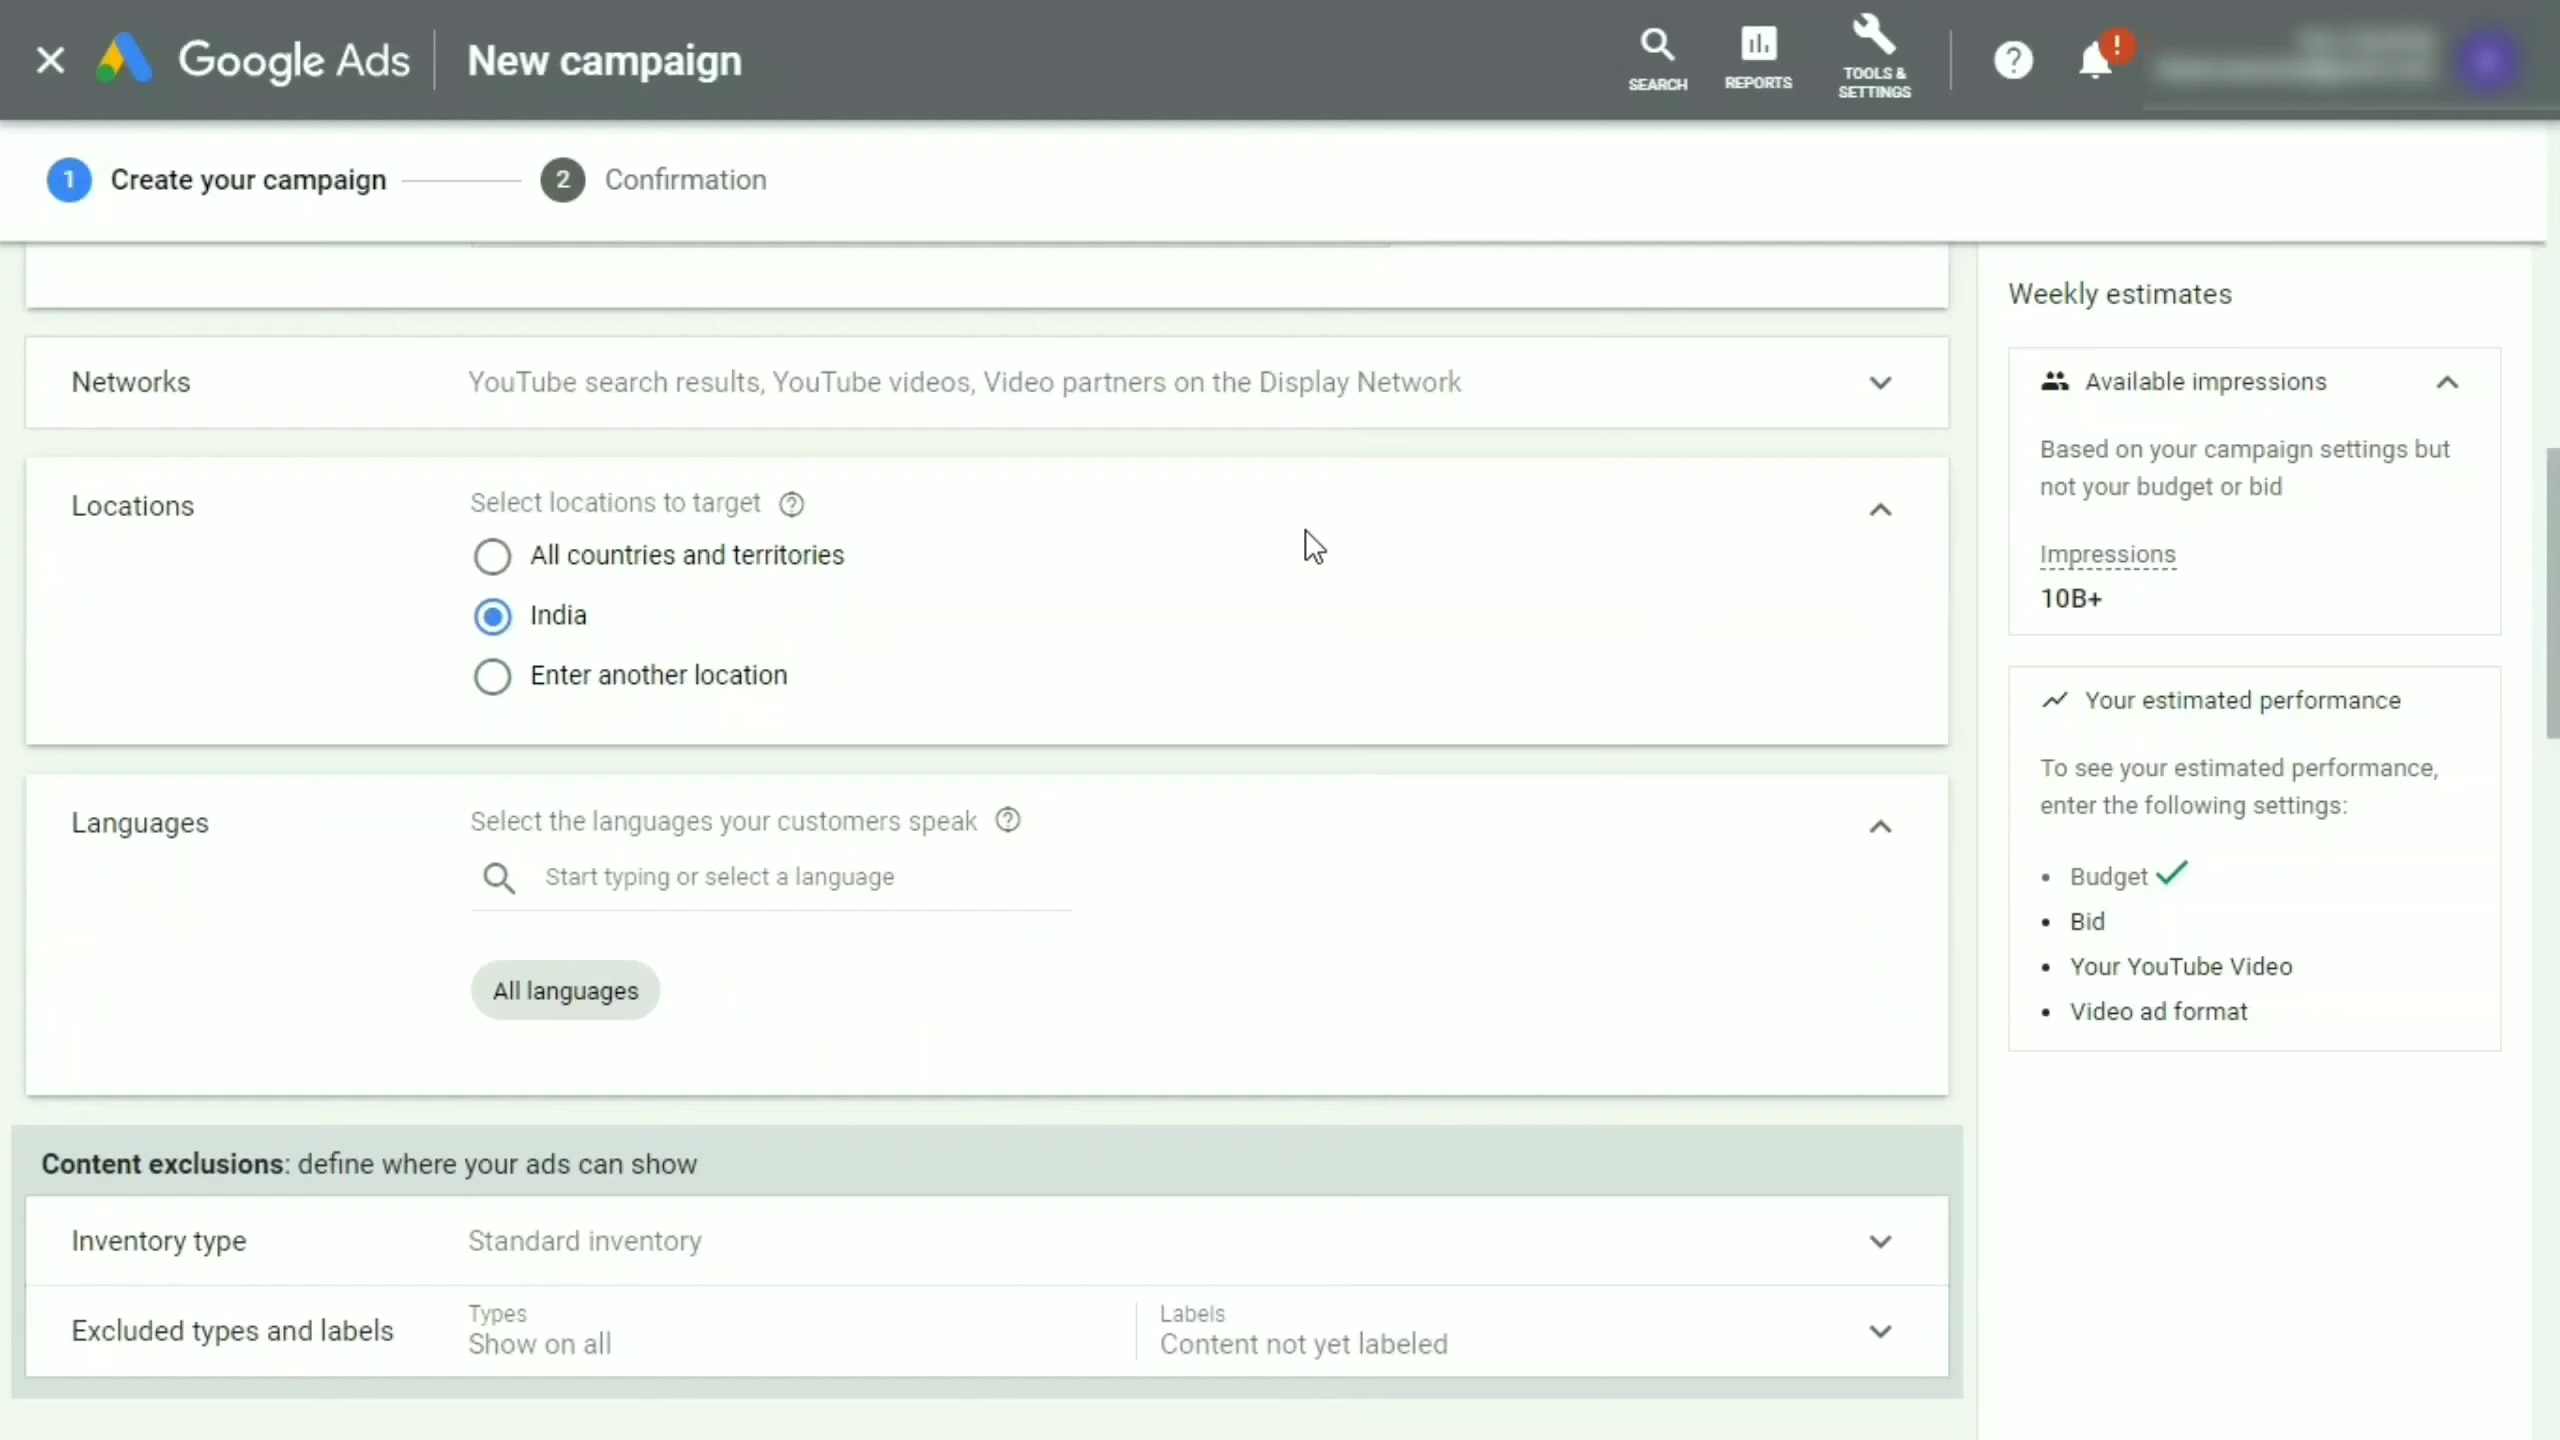 Google Ads
New campaign
SEARCH
REPORTS
TOOLS &
SETTINGS
?
!
1 Create your campaign
2 Confirmation
Networks
YouTube search results, YouTube videos, Video partners on the Display Network
Locations
Select locations to target ?
All countries and territories
India
Enter another location
Languages
Select the languages your customers speak ?
Start typing or select a language
All languages
Content exclusions: define where your ads can show
Inventory type
Standard inventory
Excluded types and labels
Types
Show on all
Labels
Content not yet labeled
Weekly estimates
Available impressions
Based on your campaign settings but
not your budget or bid
Impressions
10B+
Your estimated performance
To see your estimated performance,
enter the following settings:
• Budget
• Bid
• Your YouTube Video
• Video ad format